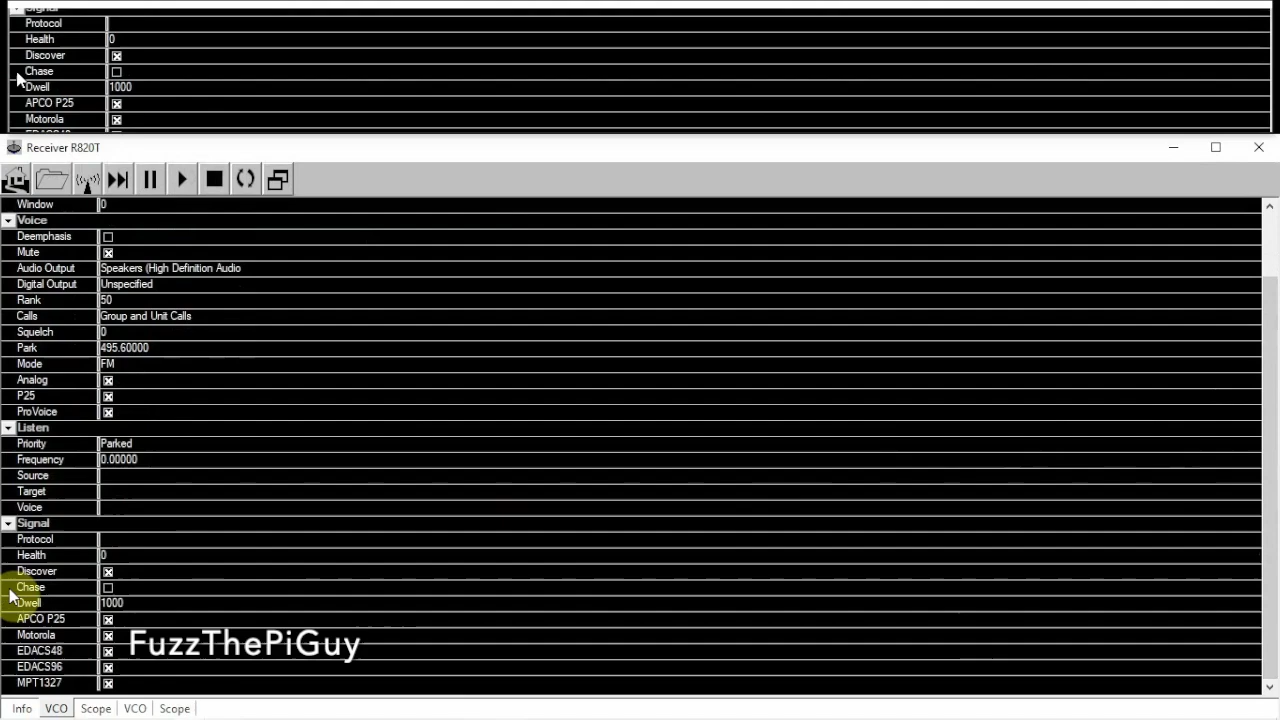 Signal
Protocol
Health 0
Discover
Chase
Dwell 1000
APCO P25
Motorola
EDACS48
Receiver R820T
Window 0
Voice
Deemphasis
Mute
Audio Output Speakers (High Definition Audio
Digital Output Unspecified
Rank 50
Calls Group and Unit Calls
Squelch 0
Park 495.60000
Mode FM
Analog
P25
ProVoice
Listen
Priority Parked
Frequency 0.00000
Source
Target
Voice
Signal
Protocol
Health 0
Discover
Chase
Dwell 1000
APCO P25
Motorola
FuzzThePiGuy
EDACS48
EDACS96
MPT1327
Info VCO Scope VCO Scope